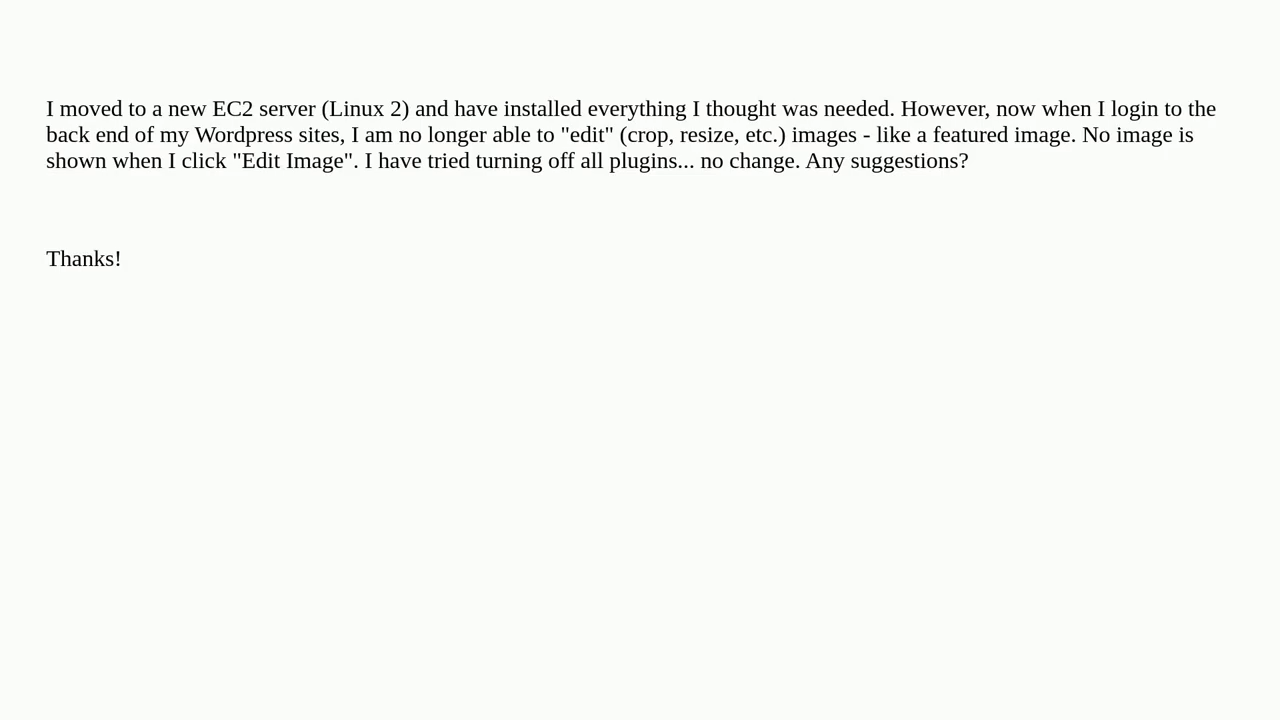 I moved to a new EC2 server (Linux 2) and have installed everything I thought was needed. However, now when I login to the
back end of my Wordpress sites, I am no longer able to "edit" (crop, resize, etc.) images - like a featured image. No image is
shown when I click "Edit Image". I have tried turning off all plugins... no change. Any suggestions?
Thanks!